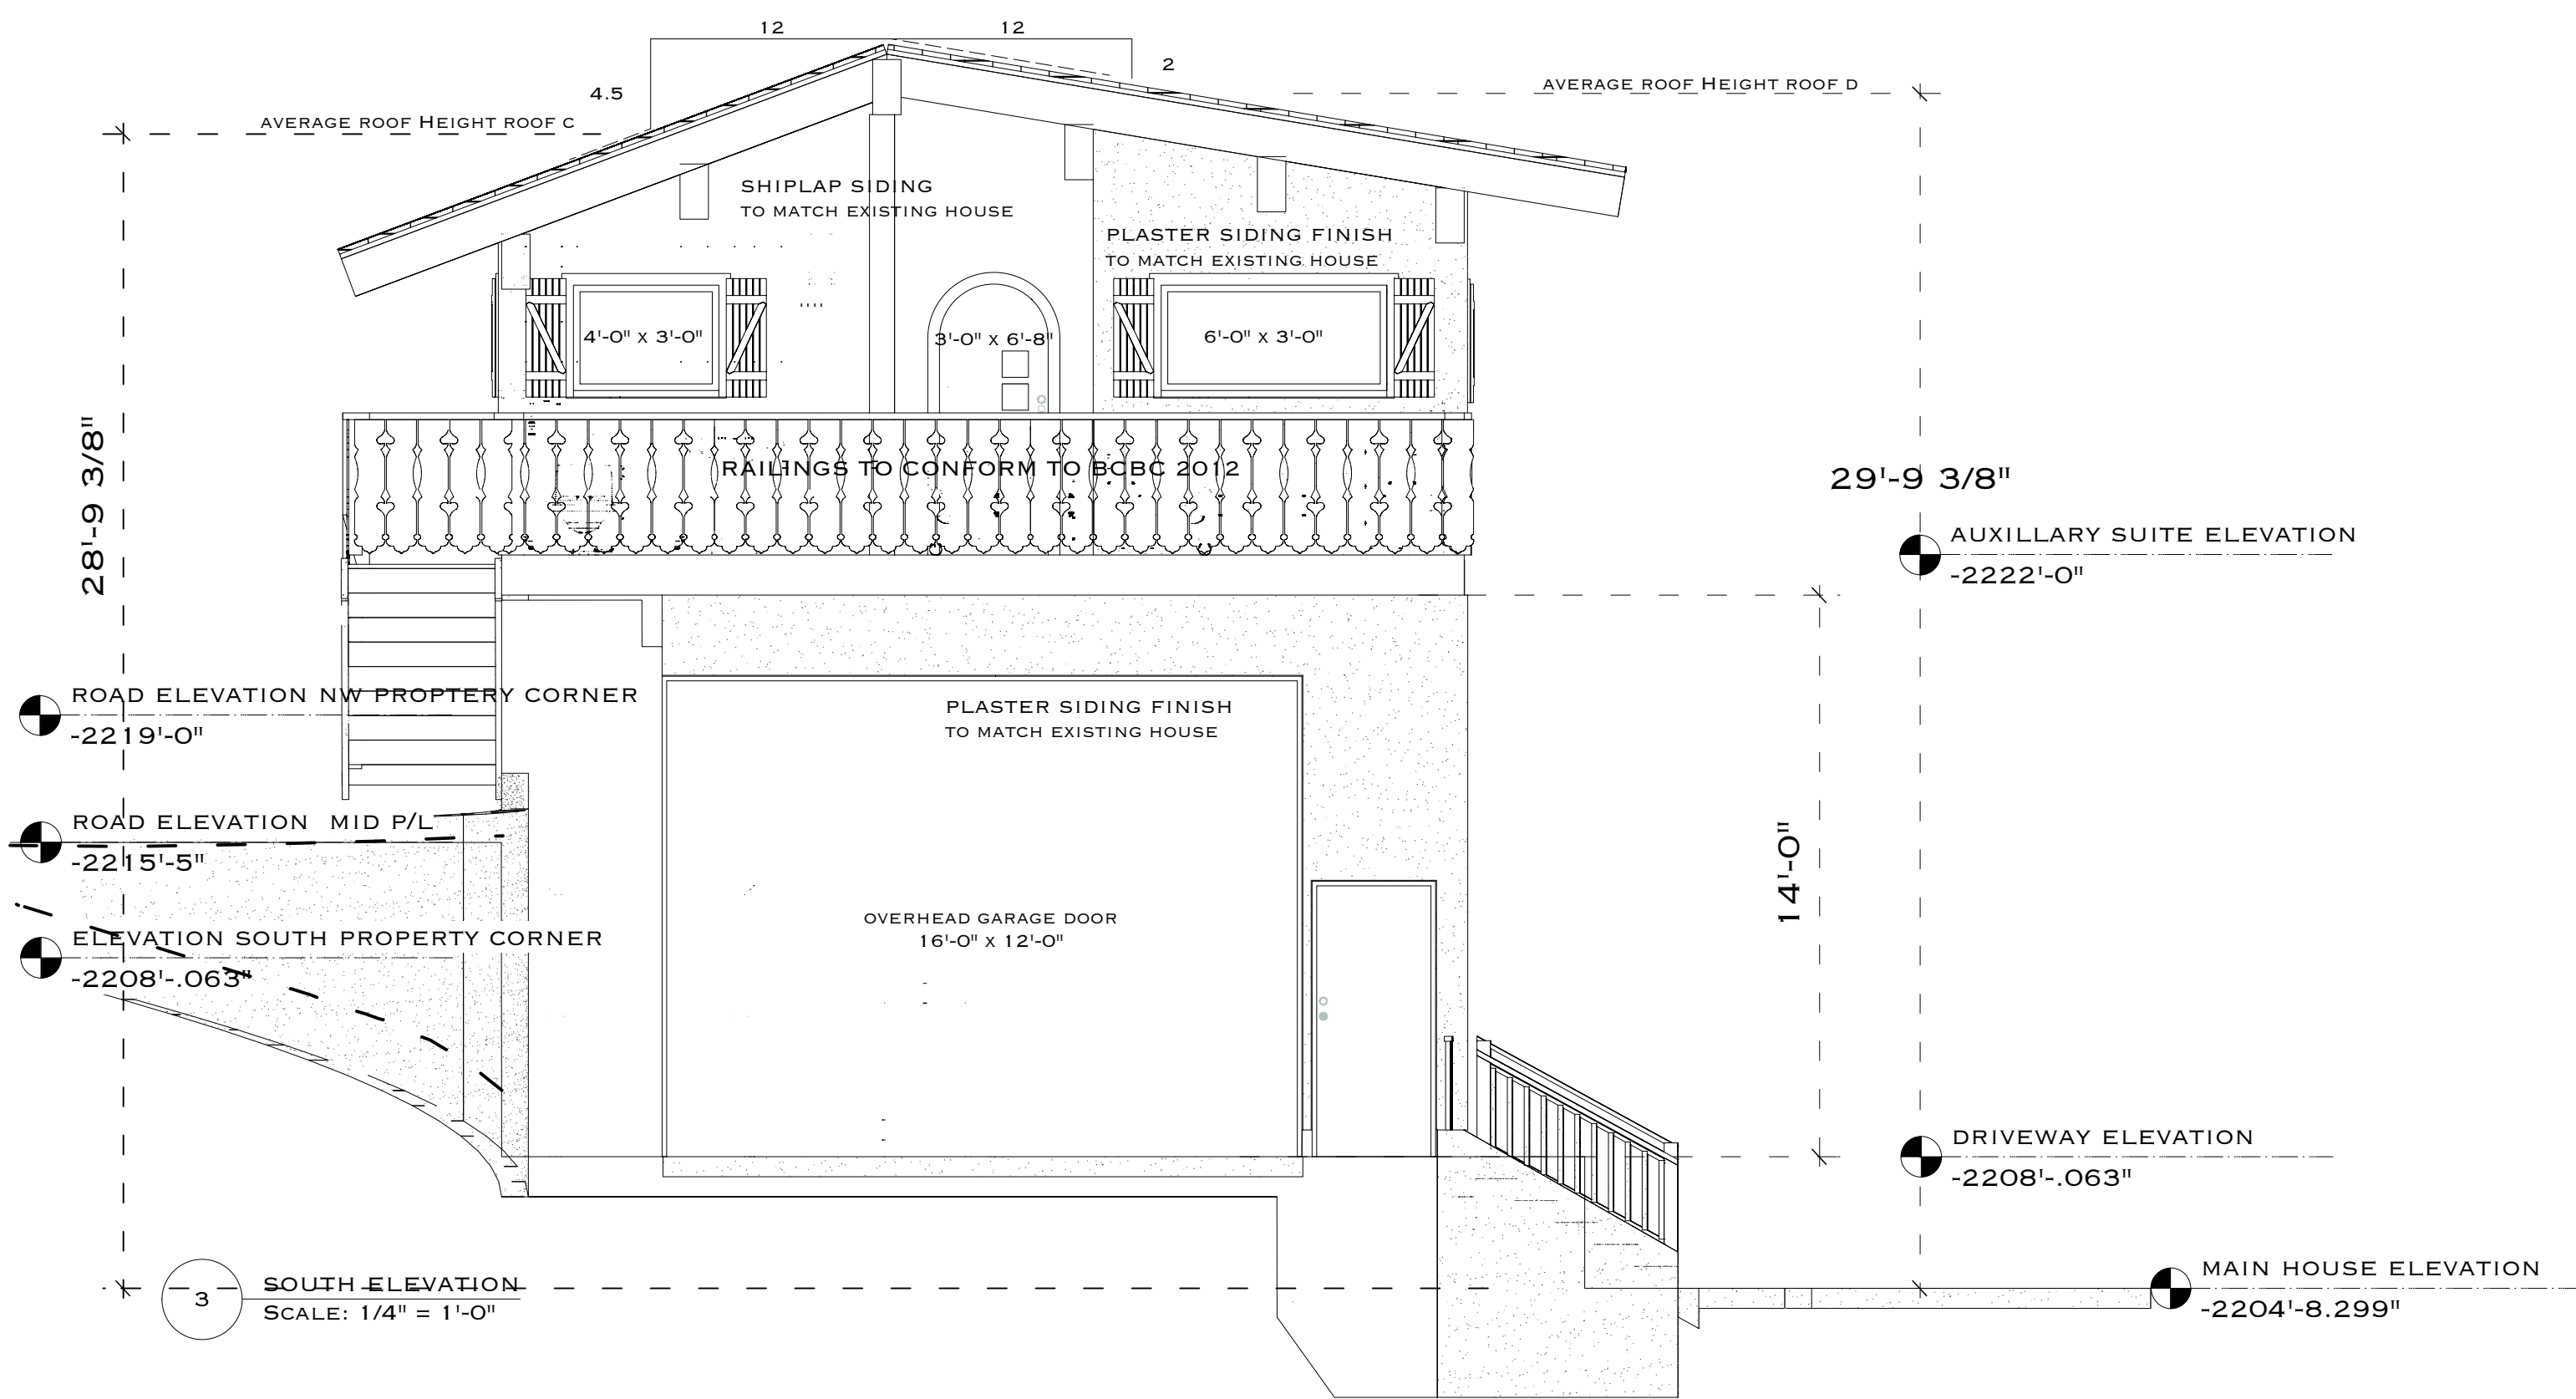 12
12
4.5
2
AVERAGE ROOF HEIGHT ROOF C
AVERAGE ROOF HEIGHT ROOF D
SHIPLAP SIDING
TO MATCH EXISTING HOUSE
PLASTER SIDING FINISH
TO MATCH EXISTING HOUSE
4'-0" X 3'-0"
3'-0" X 6'-8"
6'-0" X 3'-0"
RAILINGS TO CONFORM TO BCBC 2012
28'-9 3/8"
29'-9 3/8"
AUXILLARY SUITE ELEVATION
-2222'-0"
ROAD ELEVATION NW PROPTERY CORNER
-2219'-0"
PLASTER SIDING FINISH
TO MATCH EXISTING HOUSE
ROAD ELEVATION MID P/L
-2215'-5"
14'-0"
OVERHEAD GARAGE DOOR
16'-0" X 12'-0"
ELEVATION SOUTH PROPERTY CORNER
-2208'-.063"
DRIVEWAY ELEVATION
-2208'-.063"
MAIN HOUSE ELEVATION
-2204'-8.299"
3
SOUTH ELEVATION
SCALE: 1/4" = 1'-0"